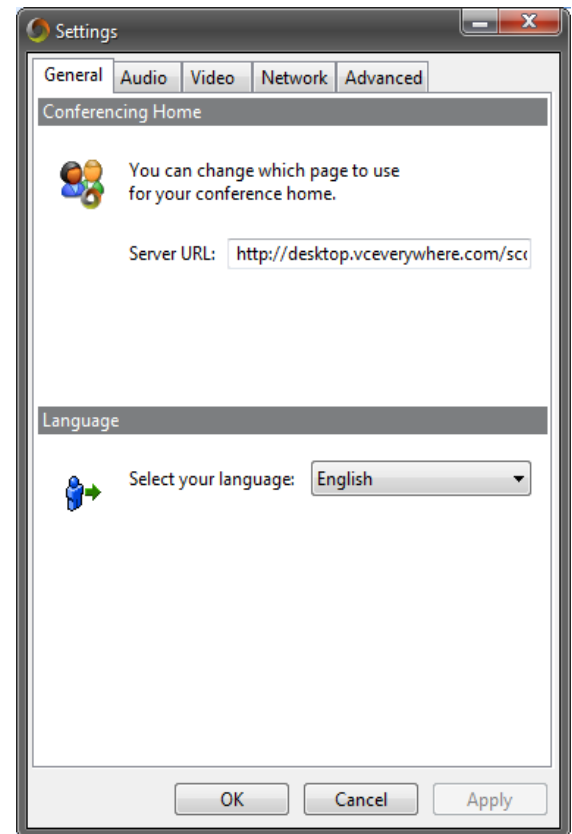 Settings
General Audio Video Network Advanced
Conferencing Home
You can change which page to use
for your conference home.
Server URL: http://desktop.vceverywhere.com/sco
Language
Select your language: English
OK Cancel Apply